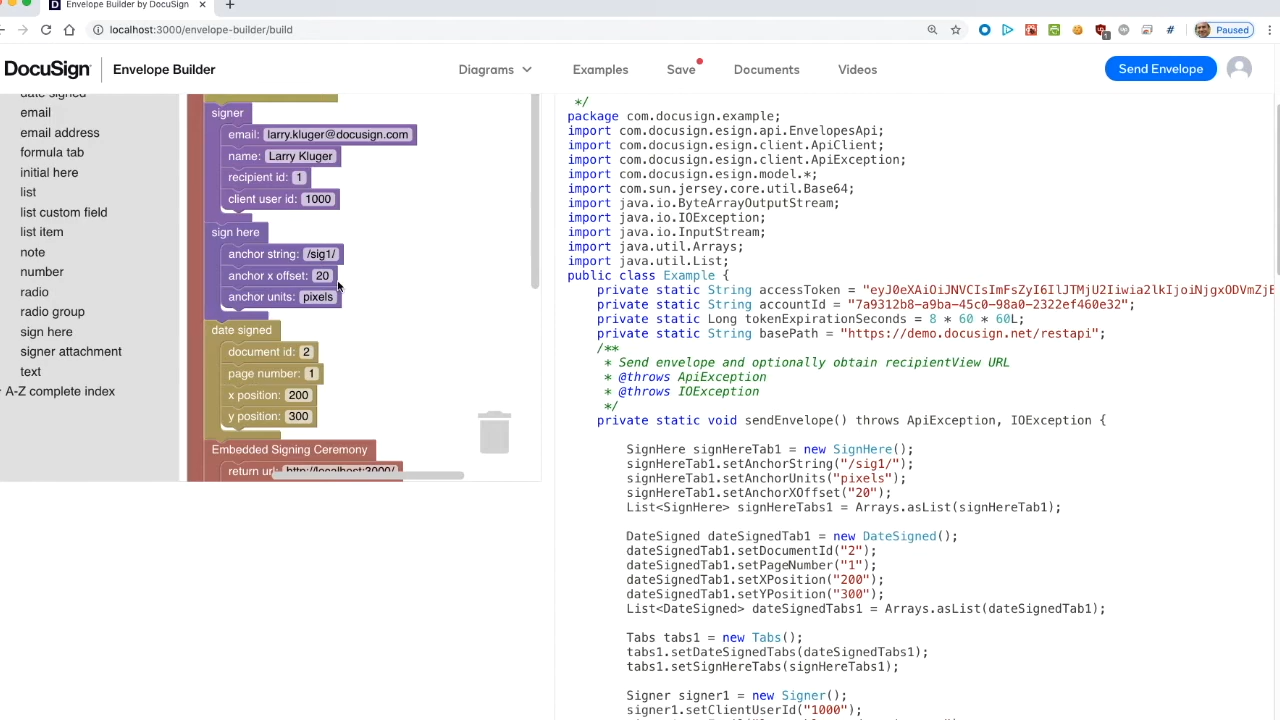 Envelope Builder by DocuSign
localhost:3000/envelope-builder/build
Paused
DocuSign
Envelope Builder
Diagrams
Examples
Save
Documents
Videos
Send Envelope
date signed
email
email address
formula tab
initial here
list
list custom field
list item
note
number
radio
radio group
sign here
signer attachment
text
A-Z complete index
signer
email: larry.kluger@docusign.com
name: Larry Kluger
recipient id: 1
client user id: 1000
sign here
anchor string: /sig1/
anchor x offset: 20
anchor units: pixels
date signed
document id: 2
page number: 1
x position: 200
y position: 300
Embedded Signing Ceremony
return url: http://localhost:3000/
*/
package com.docusign.example;
import com.docusign.esign.api.EnvelopesApi;
import com.docusign.esign.client.ApiClient;
import com.docusign.esign.client.ApiException;
import com.docusign.esign.model.*;
import com.sun.jersey.core.util.Base64;
import java.io.ByteArrayOutputStream;
import java.io.IOException;
import java.io.InputStream;
import java.util.Arrays;
import java.util.List;
public class Example {
private static String accessToken = "eyJ0eXAiOiJNVCIsImFsZyI6IlJTMjU2Iiwia2lkIjoiNjgxODVmZjE
private static String accountId = "7a9312b8-a9ba-45c0-98a0-2322ef460e32";
private static Long tokenExpirationSeconds = 8 * 60 * 60L;
private static String basePath = "https://demo.docusign.net/restapi";
/**
* Send envelope and optionally obtain recipientView URL
* @throws ApiException
* @throws IOException
*/
private static void sendEnvelope() throws ApiException, IOException {
SignHere signHereTab1 = new SignHere();
signHereTab1.setAnchorString("/sig1/");
signHereTab1.setAnchorUnits("pixels");
signHereTab1.setAnchorXOffset("20");
List<SignHere> signHereTabs1 = Arrays.asList(signHereTab1);
DateSigned dateSignedTab1 = new DateSigned();
dateSignedTab1.setDocumentId("2");
dateSignedTab1.setPageNumber("1");
dateSignedTab1.setXPosition("200");
dateSignedTab1.setYPosition("300");
List<DateSigned> dateSignedTabs1 = Arrays.asList(dateSignedTab1);
Tabs tabs1 = new Tabs();
tabs1.setDateSignedTabs(dateSignedTabs1);
tabs1.setSignHereTabs(signHereTabs1);
Signer signer1 = new Signer();
signer1.setClientUserId("1000");